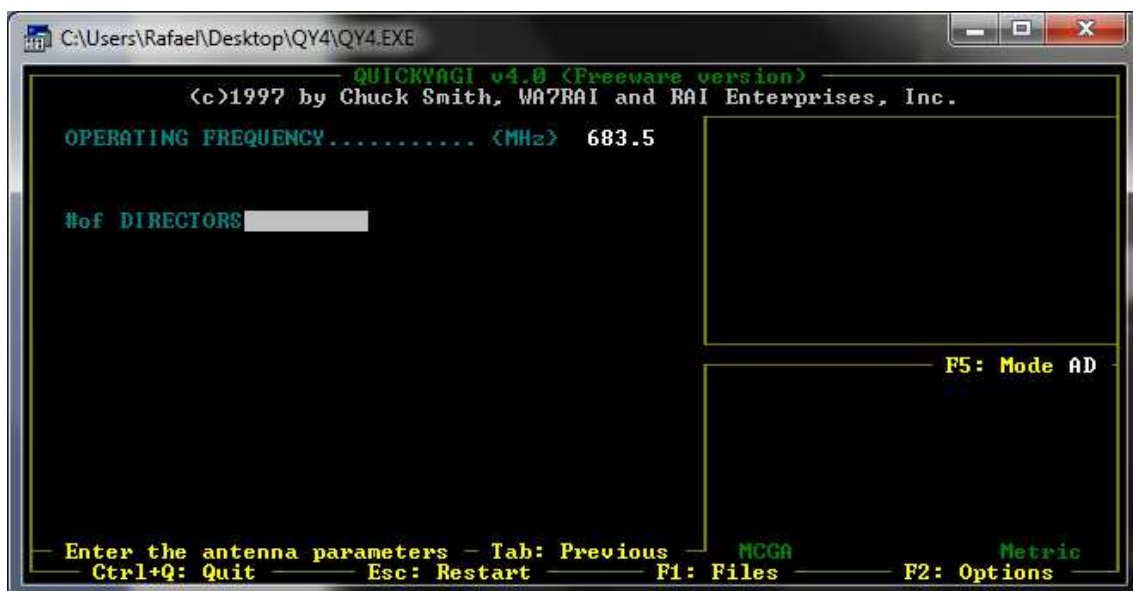 C:\Users\Rafael\Desktop\QY4\QY4.EXE
QUICKYAGI v4.0 (Freeware version)
(c)1997 by Chuck Smith, WA7RAI and RAI Enterprises, Inc.
OPERATING FREQUENCY........... (MHz) 683.5
#of DIRECTORS
F5: Mode AD
Enter the antenna parameters - Tab: Previous
MCGA Metric
Ctrl+Q: Quit Esc: Restart F1: Files F2: Options